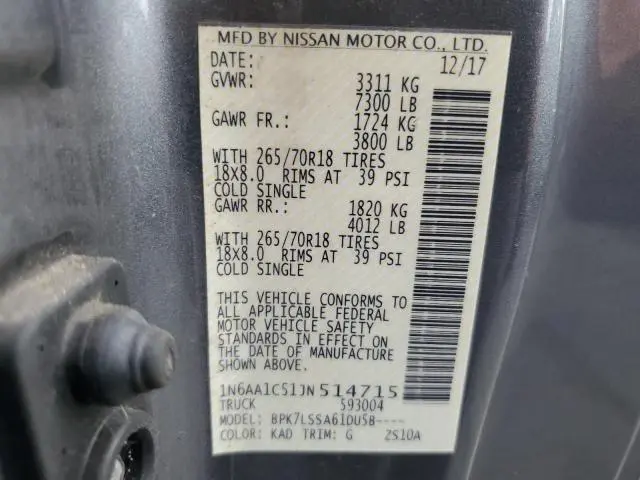 MFD BY NISSAN MOTOR CO., LTD.
DATE: 12/17
GVWR: 3311 KG
7300 LB
GAWR FR.: 1724 KG
3800 LB
WITH 265/70R18 TIRES
18X8.0 RIMS AT 39 PSI
COLD SINGLE
GAWR RR.: 1820 KG
4012 LB
WITH 265/70R18 TIRES
18X8.0 RIMS AT 39 PSI
COLD SINGLE
THIS VEHICLE CONFORMS TO
ALL APPLICABLE FEDERAL
MOTOR VEHICLE SAFETY
STANDARDS IN EFFECT ON
THE DATE OF MANUFACTURE
SHOWN ABOVE.
1N6AA1C51JN514715
TRUCK 593004
MODEL: BPK7LSSA61DU5B----
COLOR: KAD TRIM: G 2S10A